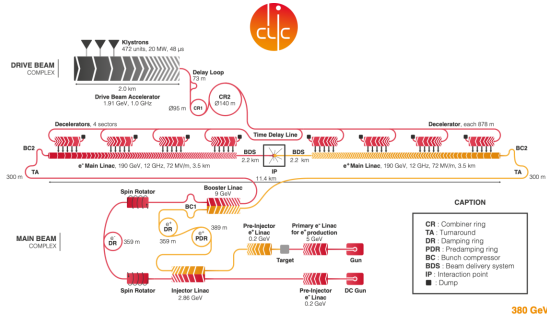 clic
Klystrons
472 units, 20 MW, 48 µs
DRIVE BEAM
COMPLEX
Delay Loop
73 m
2.0 km
Drive Beam Accelerator
1.91 GeV, 1.0 GHz
Ø95 m
CR1
CR2
Ø140 m
Decelerators, 4 sectors
Time Delay Line
Decelerator, each 878 m
BC2
BDS
2.2 km
BDS
2.2 km
BC2
e⁻ Main Linac, 190 GeV, 12 GHz, 72 MV/m, 3.5 km
IP
e⁺ Main Linac, 190 GeV, 12 GHz, 72 MV/m, 3.5 km
300 m
TA
11.4 km
TA
300 m
Booster Linac
9 GeV
Spin Rotator
BC1
MAIN BEAM
COMPLEX
e⁻
DR
359 m
e⁺
DR
359 m
389 m
e⁺
PDR
Pre-Injector
e⁺ Linac
0.2 GeV
Primary e⁻ Linac
for e⁺ production
5 GeV
Target
Gun
Spin Rotator
Injector Linac
2.86 GeV
Pre-Injector
e⁻ Linac
0.2 GeV
DC Gun
CAPTION
CR : Combiner ring
TA : Turnaround
DR : Damping ring
PDR : Predamping ring
BC : Bunch compressor
BDS : Beam delivery system
IP : Interaction point
: Dump
380 GeV